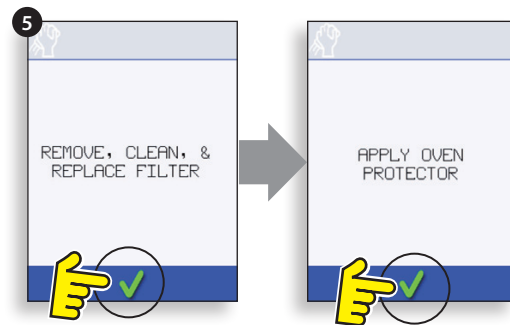 5
REMOVE, CLEAN, &
REPLACE FILTER
APPLY OVEN
PROTECTOR